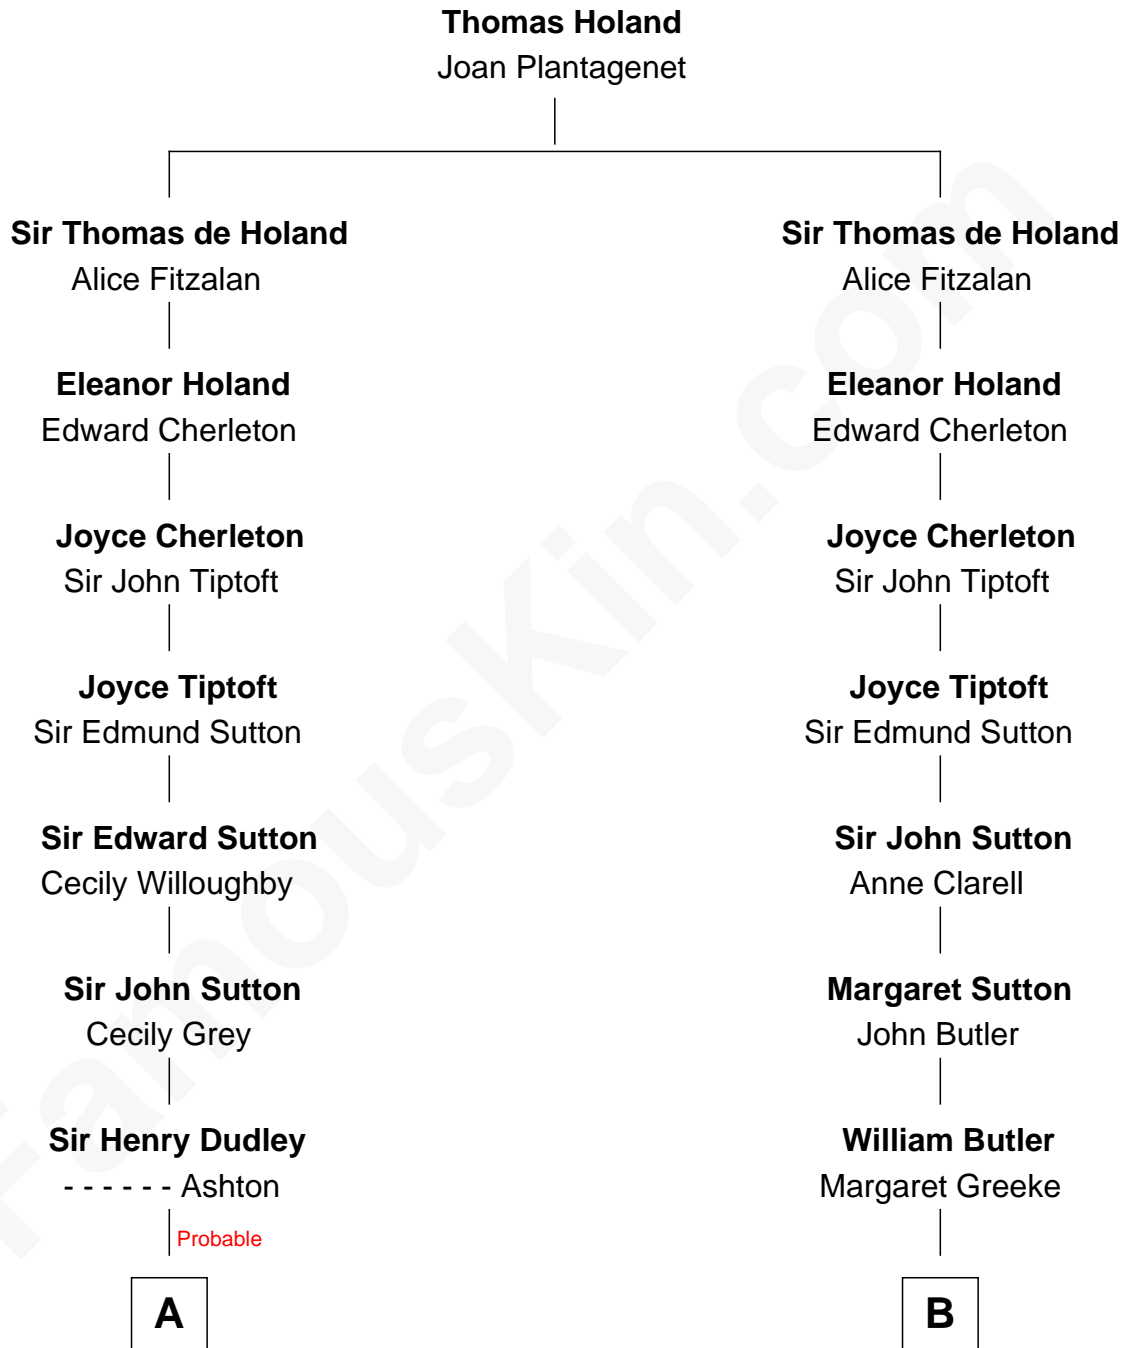 Thomas Holand
Joan Plantagenet
Sir Thomas de Holand
Alice Fitzalan
Sir Thomas de Holand
Alice Fitzalan
Eleanor Holand
Edward Cherleton
Eleanor Holand
Edward Cherleton
Joyce Cherleton
Sir John Tiptoft
Joyce Cherleton
Sir John Tiptoft
Joyce Tiptoft
Sir Edmund Sutton
Joyce Tiptoft
Sir Edmund Sutton
Sir Edward Sutton
Cecily Willoughby
Sir John Sutton
Anne Clarell
Sir John Sutton
Cecily Grey
Margaret Sutton
John Butler
Sir Henry Dudley
- - - - - - Ashton
William Butler
Margaret Greeke
Probable
A
B
FamousKin.com